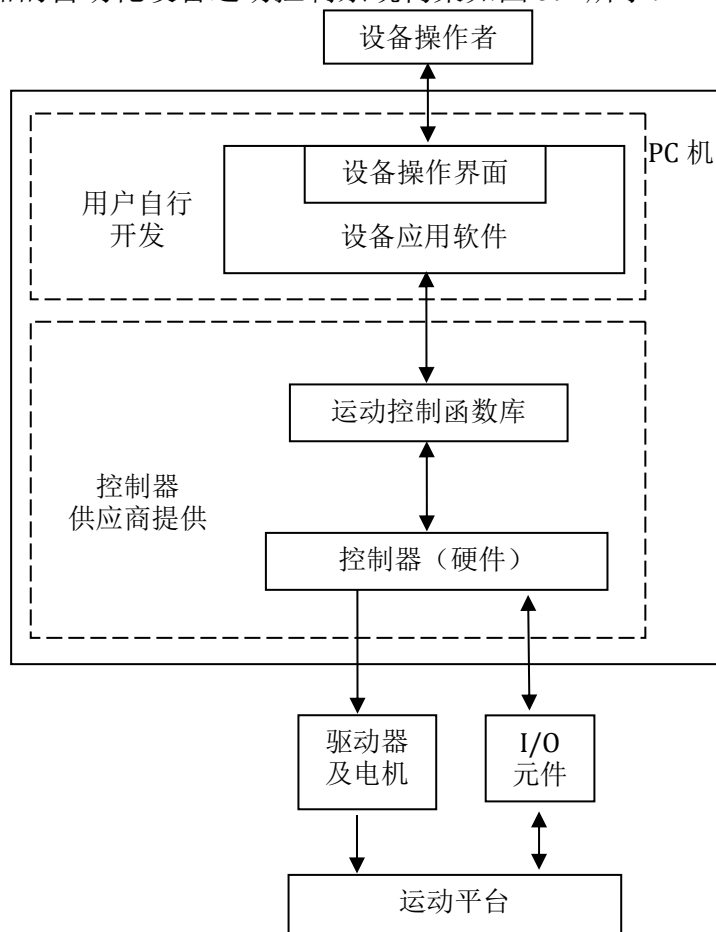 设备操作者
PC 机
设备操作界面
用户自行
开发
设备应用软件
运动控制函数库
控制器
供应商提供
控制器（硬件）
驱动器
及电机
I/O
元件
运动平台